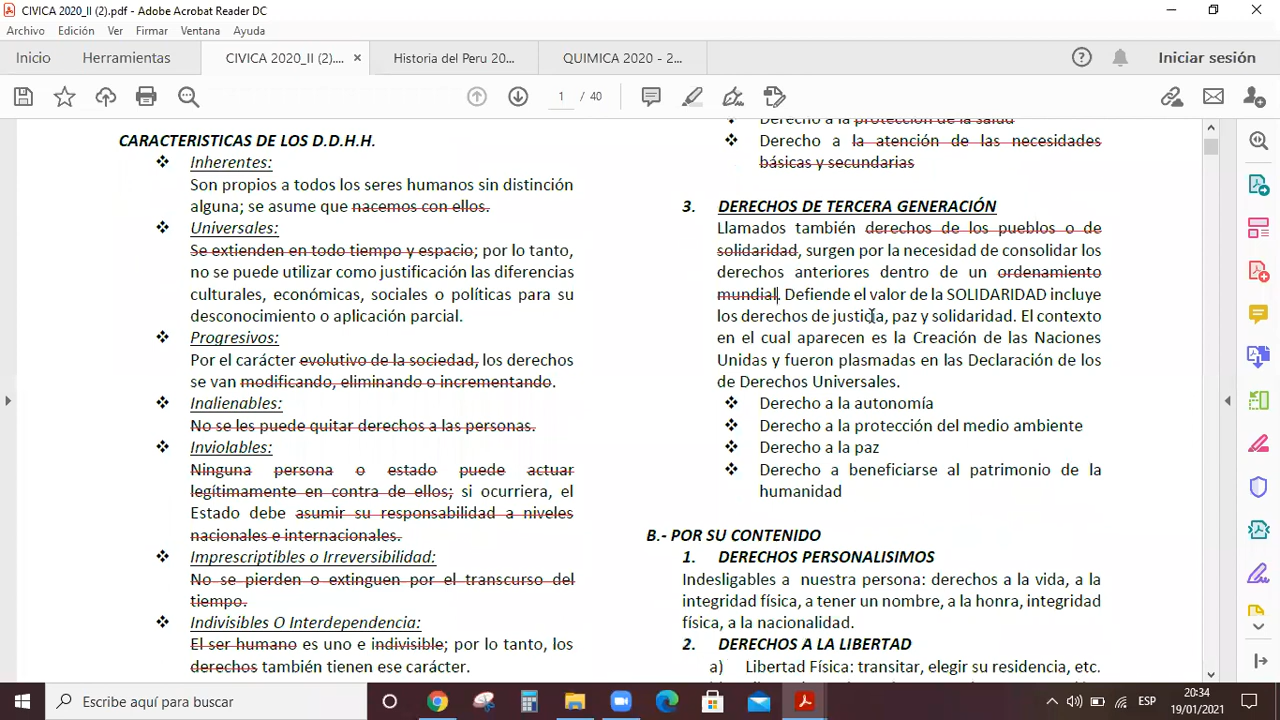 CIVICA 2020_II (2).pdf - Adobe Acrobat Reader DC
Archivo Edición Ver Firmar Ventana Ayuda
Inicio Herramientas CIVICA 2020_II (2).... × Historia del Peru 20... QUIMICA 2020 - 2... Iniciar sesión
1 / 40
CARACTERISTICAS DE LOS D.D.H.H.
❖ Inherentes:
Son propios a todos los seres humanos sin distinción
alguna; se asume que nacemos con ellos.
❖ Universales:
Se extienden en todo tiempo y espacio; por lo tanto,
no se puede utilizar como justificación las diferencias
culturales, económicas, sociales o políticas para su
desconocimiento o aplicación parcial.
❖ Progresivos:
Por el carácter evolutivo de la sociedad, los derechos
se van modificando, eliminando o incrementando.
❖ Inalienables:
No se les puede quitar derechos a las personas.
❖ Inviolables:
Ninguna persona o estado puede actuar
legítimamente en contra de ellos; si ocurriera, el
Estado debe asumir su responsabilidad a niveles
nacionales e internacionales.
❖ Imprescriptibles o Irreversibilidad:
No se pierden o extinguen por el transcurso del
tiempo.
❖ Indivisibles O Interdependencia:
El ser humano es uno e indivisible; por lo tanto, los
derechos también tienen ese carácter.
❖ Derecho a la protección de la salud
❖ Derecho a la atención de las necesidades
básicas y secundarias
3. DERECHOS DE TERCERA GENERACIÓN
Llamados también derechos de los pueblos o de
solidaridad, surgen por la necesidad de consolidar los
derechos anteriores dentro de un ordenamiento
mundial. Defiende el valor de la SOLIDARIDAD incluye
los derechos de justicia, paz y solidaridad. El contexto
en el cual aparecen es la Creación de las Naciones
Unidas y fueron plasmadas en las Declaración de los
de Derechos Universales.
❖ Derecho a la autonomía
❖ Derecho a la protección del medio ambiente
❖ Derecho a la paz
❖ Derecho a beneficiarse al patrimonio de la
humanidad
B.- POR SU CONTENIDO
1. DERECHOS PERSONALISIMOS
Indesligables a nuestra persona: derechos a la vida, a la
integridad física, a tener un nombre, a la honra, integridad
física, a la nacionalidad.
2. DERECHOS A LA LIBERTAD
a) Libertad Física: transitar, elegir su residencia, etc.
Escribe aquí para buscar
ESP
20:34
19/01/2021